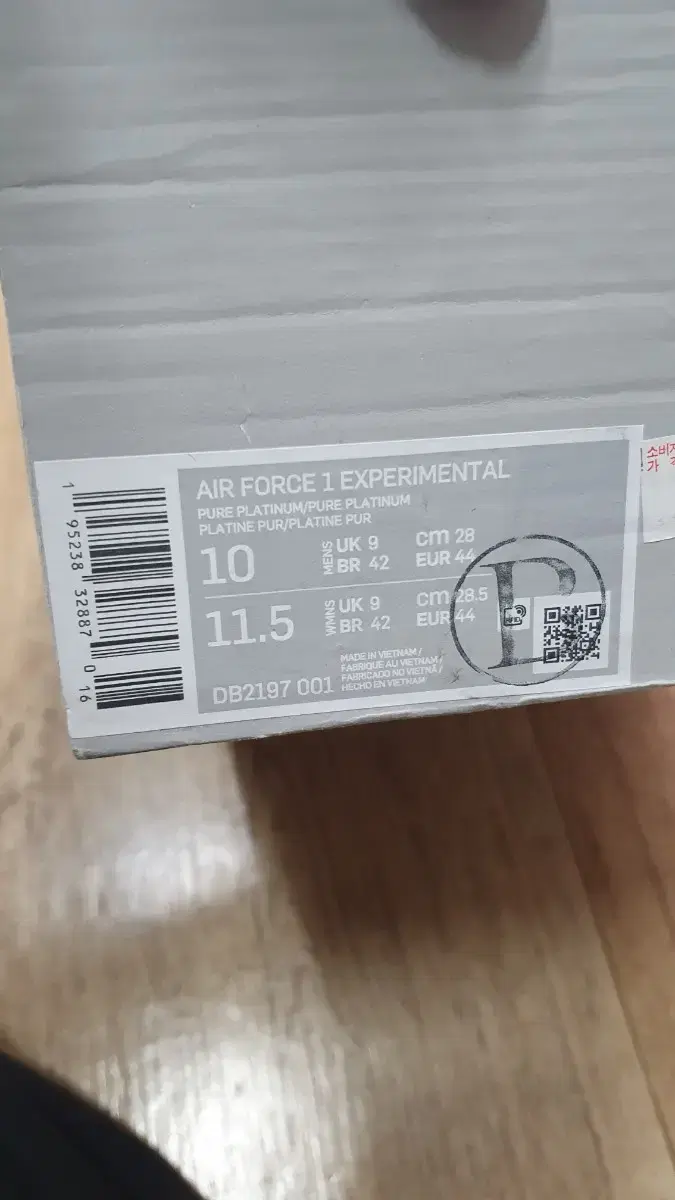 AIR FORCE 1 EXPERIMENTAL
PURE PLATINUM/PURE PLATINUM
PLATINE PUR/PLATINE PUR
10 MENS UK 9 cm 28
BR 42 EUR 44
11.5 WMNS UK 9 cm 28.5
BR 42 EUR 44
DB2197 001
MADE IN VIETNAM /
FABRIQUE AU VIETNAM /
FABRICADO NO VIETNÃ /
HECHO EN VIETNAM
P
1 95238 32887 0 16
소비자
가